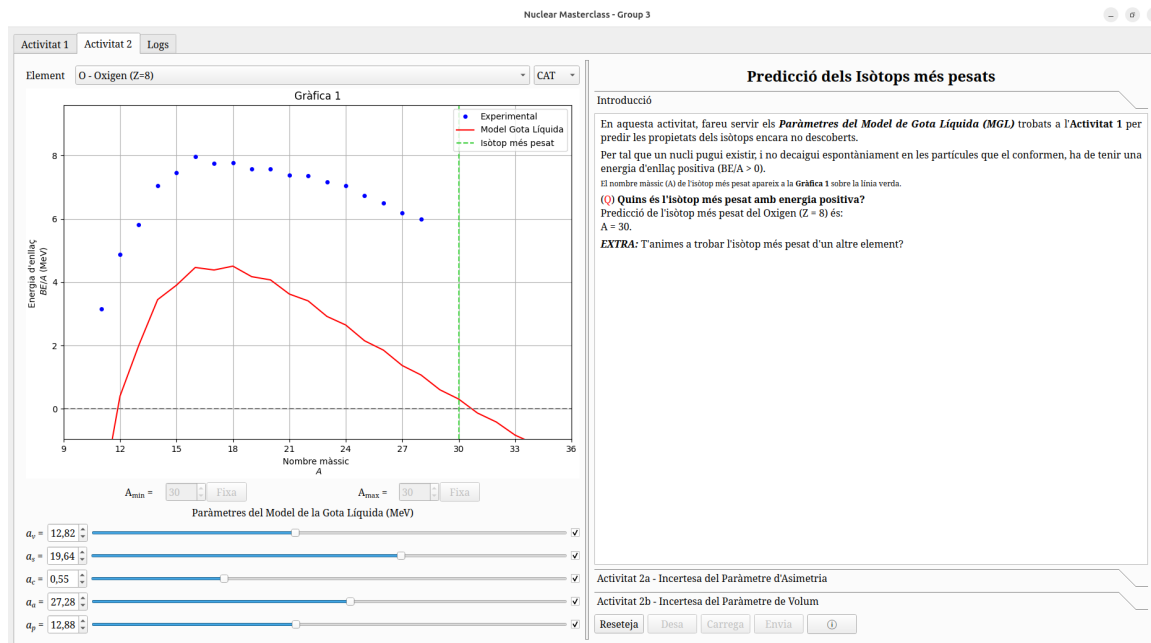 Nuclear Masterclass - Group 3
Activitat 1
Activitat 2
Logs
Element
O - Oxigen (Z=8)
CAT
Gràfica 1
Experimental
Model Gota Líquida
Isòtop més pesat
Energia d'enllaç
BE/A (MeV)
8
6
4
2
0
9
12
15
18
21
24
27
30
33
36
Nombre màssic
A
Amin =
30
Fixa
Amax =
30
Fixa
Paràmetres del Model de la Gota Líquida (MeV)
av = 12,82
as = 19,64
ac = 0,55
aa = 27,28
ap = 12,88
Predicció dels Isòtops més pesats
Introducció
En aquesta activitat, fareu servir els Paràmetres del Model de Gota Líquida (MGL) trobats a l'Activitat 1 per
predir les propietats dels isòtops encara no descoberts.
Per tal que un nucli pugui existir, i no decaigui espontàniament en les partícules que el conformen, ha de tenir una
energia d'enllaç positiva (BE/A > 0).
El nombre màssic (A) de l'isòtop més pesat apareix a la Gràfica 1 sobre la línia verda.
(Q) Quins és l'isòtop més pesat amb energia positiva?
Predicció de l'isòtop més pesat del Oxigen (Z = 8) és:
A = 30.
EXTRA: T'animes a trobar l'isòtop més pesat d'un altre element?
Activitat 2a - Incertesa del Paràmetre d'Asimetria
Activitat 2b - Incertesa del Paràmetre de Volum
Reseteja
Desa
Carrega
Envia